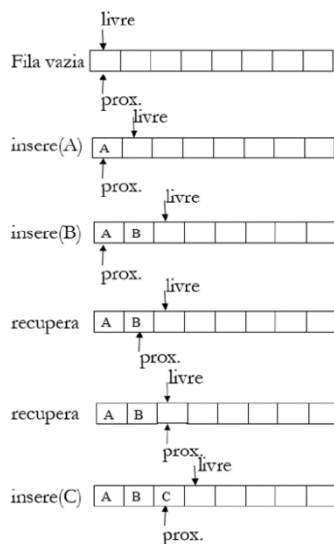 livre
Fila vazia
prox.
livre
insere(A) A
prox.
livre
insere(B) A B
prox.
livre
recupera A B
prox.
livre
recupera A B
prox.
livre
insere(C) A B C
prox.